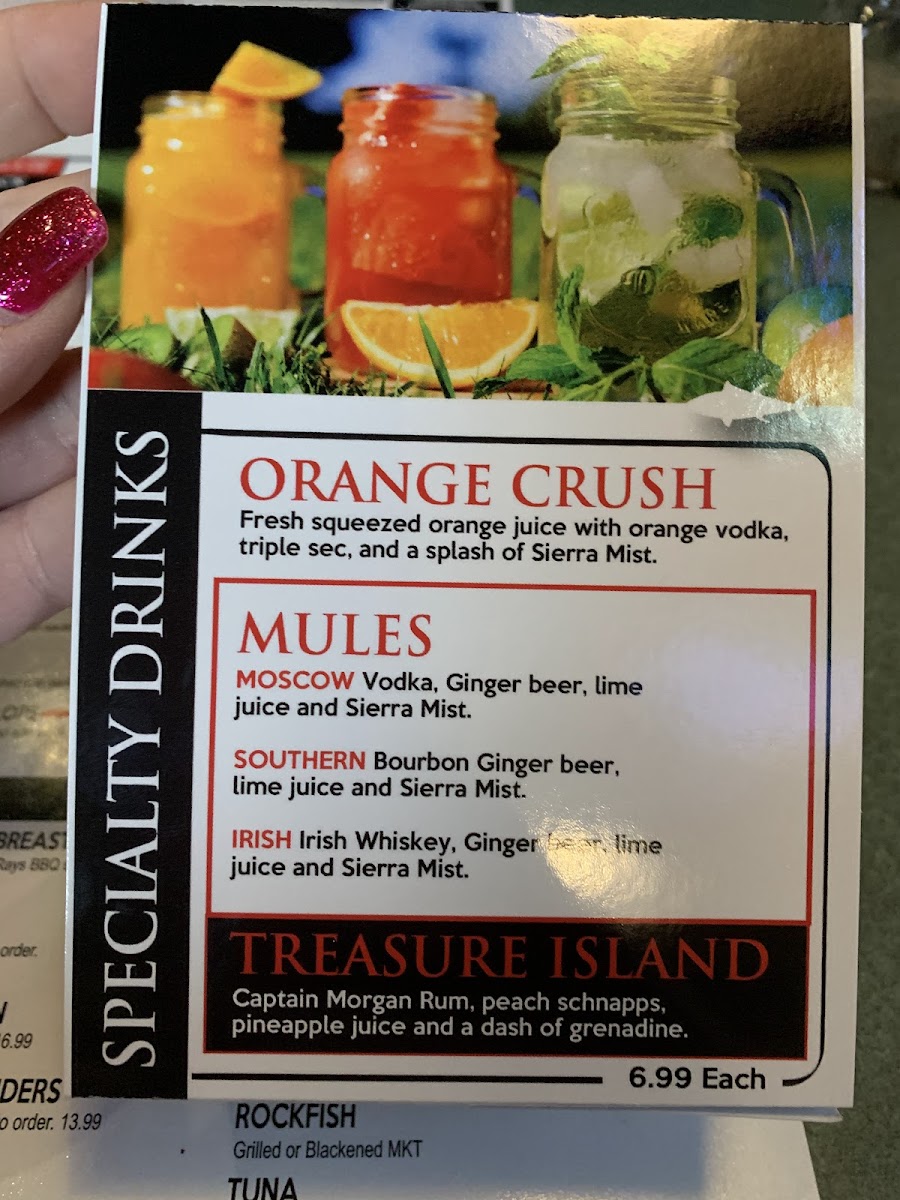 SPECIALTY DRINKS
ORANGE CRUSH
Fresh squeezed orange juice with orange vodka,
triple sec, and a splash of Sierra Mist.
MULES
MOSCOW Vodka, Ginger beer, lime
juice and Sierra Mist.
SOUTHERN Bourbon Ginger beer,
lime juice and Sierra Mist.
IRISH Irish Whiskey, Ginger beer, lime
juice and Sierra Mist.
TREASURE ISLAND
Captain Morgan Rum, peach schnapps,
pineapple juice and a dash of grenadine.
6.99 Each
BREAST
Rays BBQ
order.
6.99
DERS
o order. 13.99
ROCKFISH
Grilled or Blackened MKT
TUNA